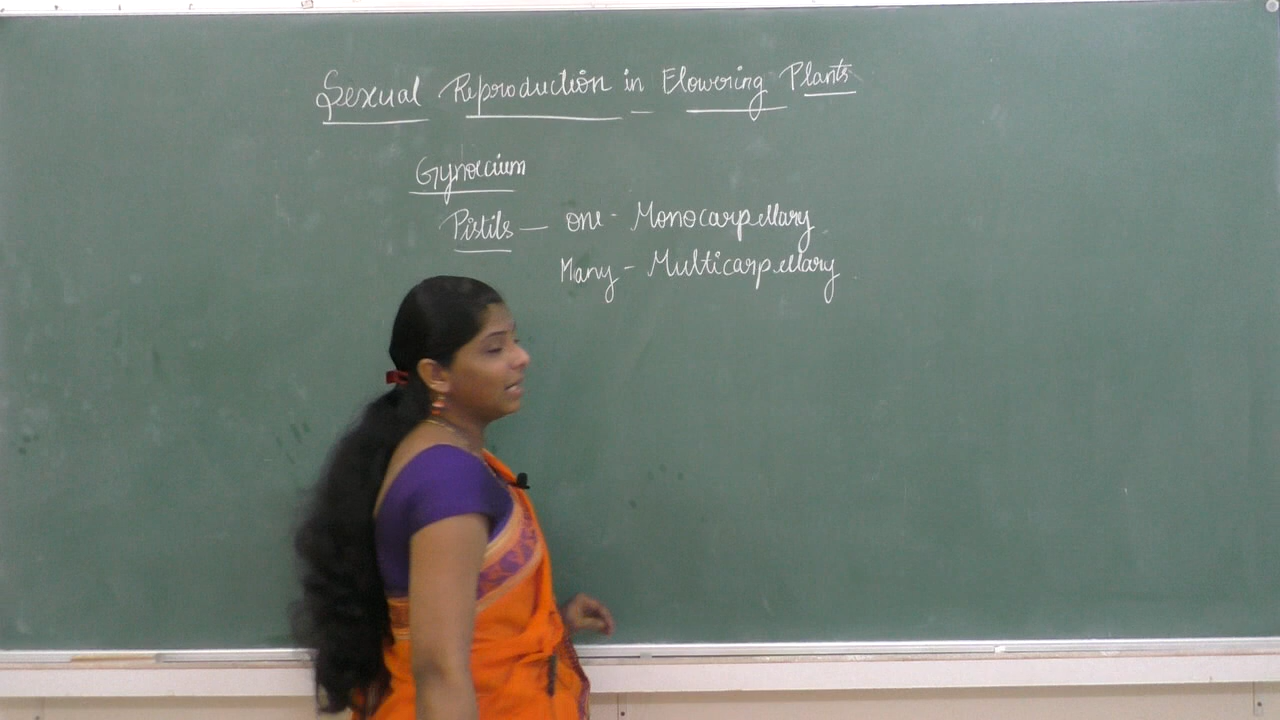 Sexual Reproduction in Flowering Plants
Gynoecium
Pistils — one - Monocarpellary
Many - Multicarpellary